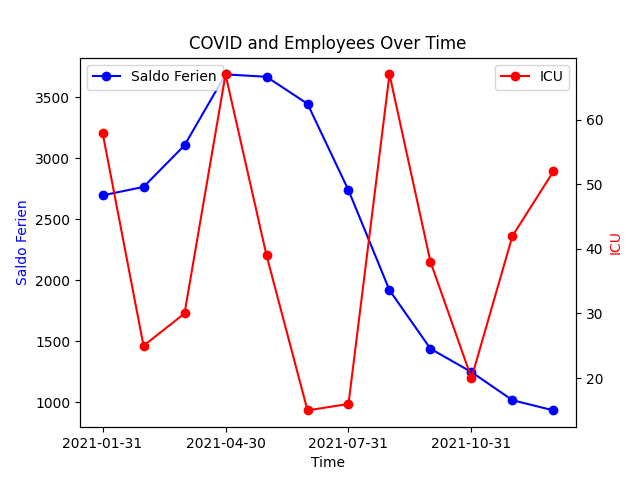 COVID and Employees Over Time
Saldo Ferien
ICU
3500
3000
2500
2000
1500
1000
Saldo Ferien
60
50
40
30
20
ICU
2021-01-31
2021-04-30
2021-07-31
2021-10-31
Time